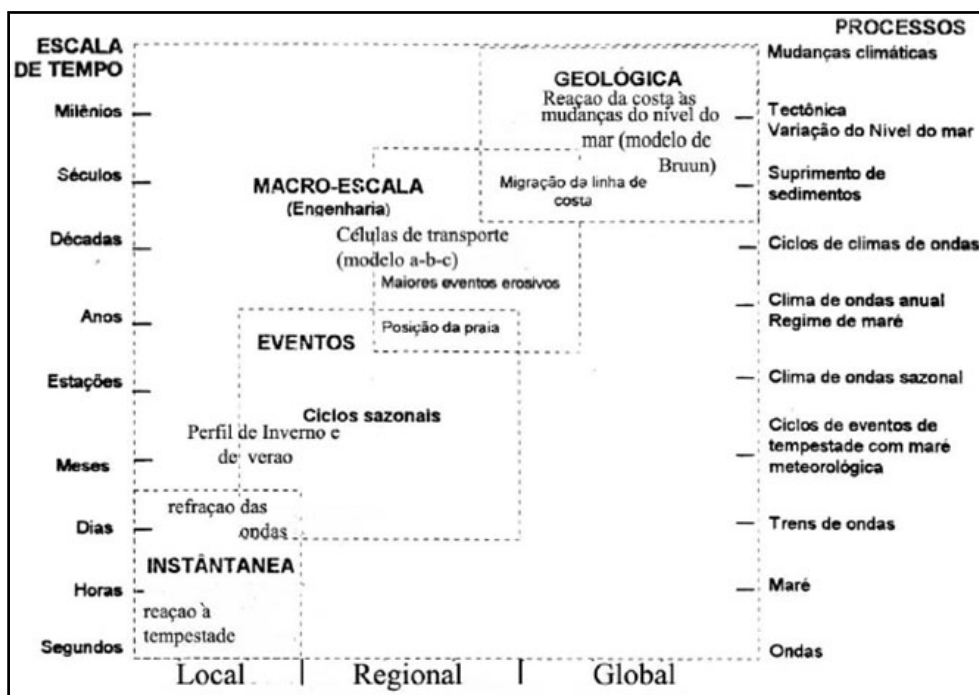 ESCALA
DE TEMPO
Milênios
Séculos
Décadas
Anos
Estações
Meses
Dias
Horas
Segundos
GEOLÓGICA
Reaçao da costa às
mudanças do nível do
mar (modelo de
Bruun)
Migração da linha de
costa
MACRO-ESCALA
(Engenharia)
Células de transporte
(modelo a-b-c)
Maiores eventos erosivos
Posição da praia
EVENTOS
Ciclos sazonais
Perfil de Inverno e
de verao
refraçao das
ondas
INSTÂNTANEA
reaçao à
tempestade
PROCESSOS
Mudanças climáticas
Tectônica
Variação do Nivel do mar
Suprimento de
sedimentos
Ciclos de climas de ondas
Clima de ondas anual
Regime de maré
Clima de ondas sazonal
Ciclos de eventos de
tempestade com maré
meteorológica
Trens de ondas
Maré
Ondas
Local | Regional | Global